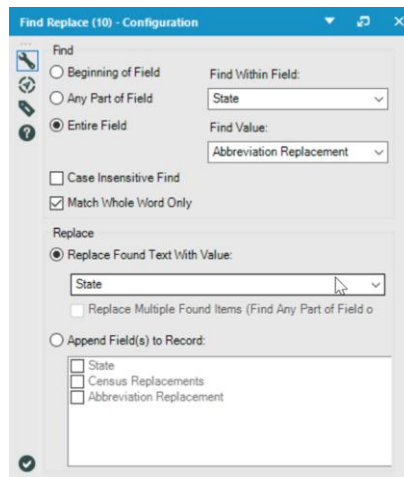 Find Replace (10) - Configuration
Find
Beginning of Field
Find Within Field:
Any Part of Field
State
Entire Field
Find Value:
Abbreviation Replacement
Case Insensitive Find
Match Whole Word Only
Replace
Replace Found Text With Value:
State
Replace Multiple Found Items (Find Any Part of Field o
Append Field(s) to Record:
State
Census Replacements
Abbreviation Replacement